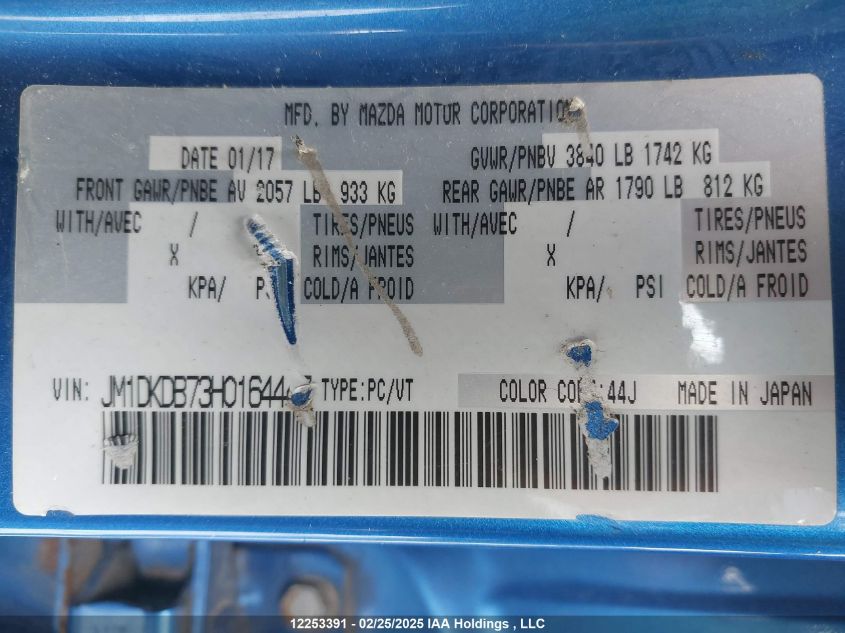 MFD. BY MAZDA MOTUR CORPORATION
DATE 01/17 GVWR/PNBV 3840 LB 1742 KG
FRONT GAWR/PNBE AV 2057 LB 933 KG REAR GAWR/PNBE AR 1790 LB 812 KG
WITH/AVEC / TIRES/PNEUS WITH/AVEC / TIRES/PNEUS
X RIMS/JANTES X RIMS/JANTES
KPA/ COLD/A FROID KPA/ PSI COLD/A FROID
VIN: TYPE:PC/VT COLOR :44J MADE IN JAPAN
12253391 - 02/25/2025 IAA Holdings , LLC